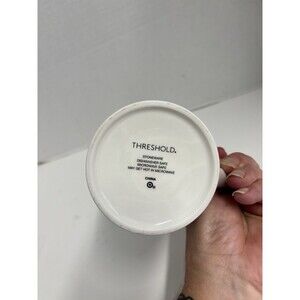 THRESHOLD.
STONEWARE
DISHWASHER SAFE
MICROWAVE SAFE
MAY GET HOT IN MICROWAVE
CHINA